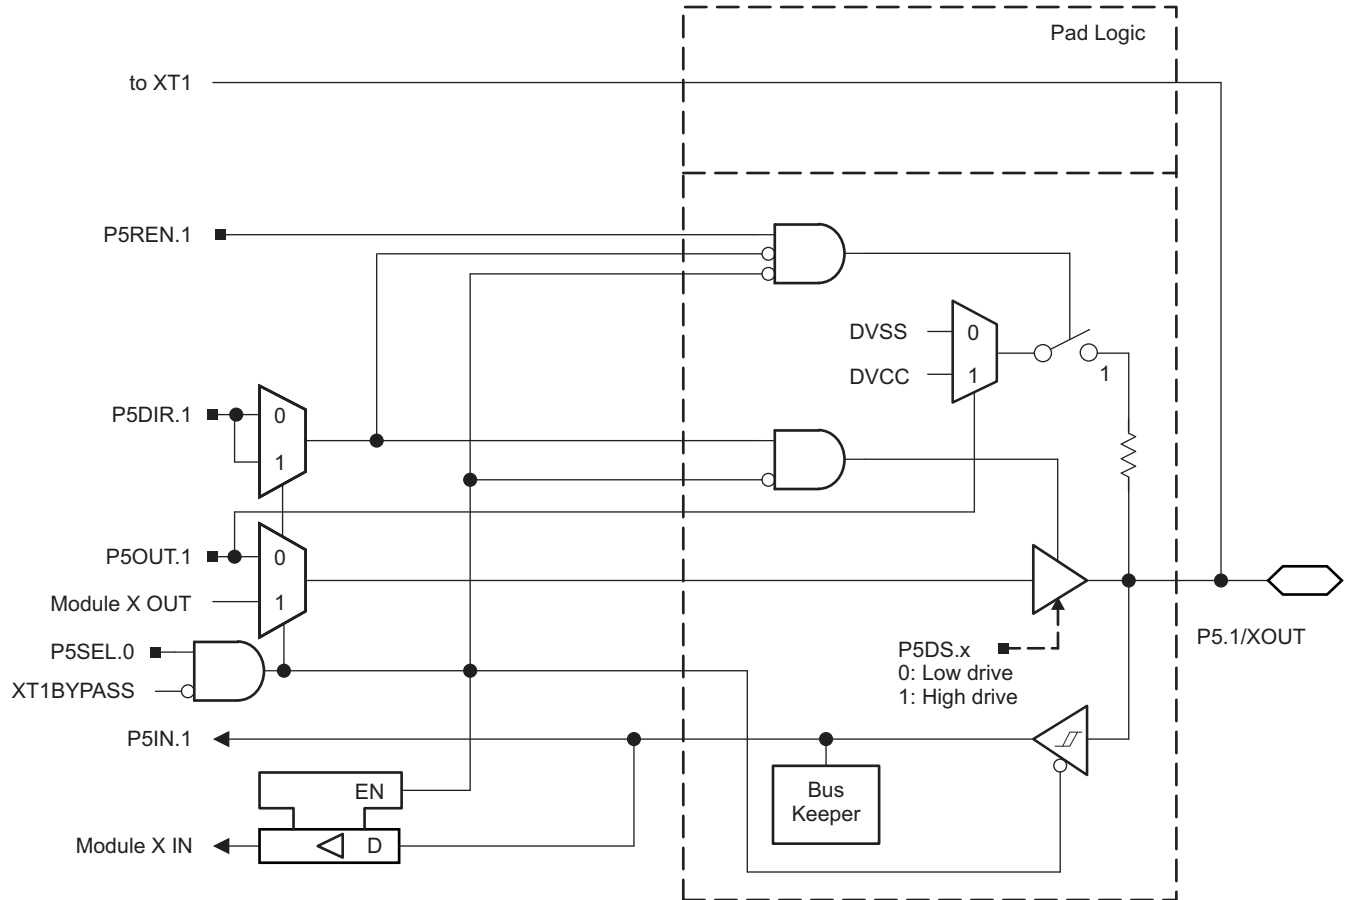 Pad Logic
to XT1
P5REN.1
DVSS
0
DVCC
1
1
P5DIR.1
0
1
P5OUT.1
0
Module X OUT
1
P5SEL.0
XT1BYPASS
P5DS.x
0: Low drive
1: High drive
P5.1/XOUT
P5IN.1
Bus
Keeper
EN
Module X IN
D